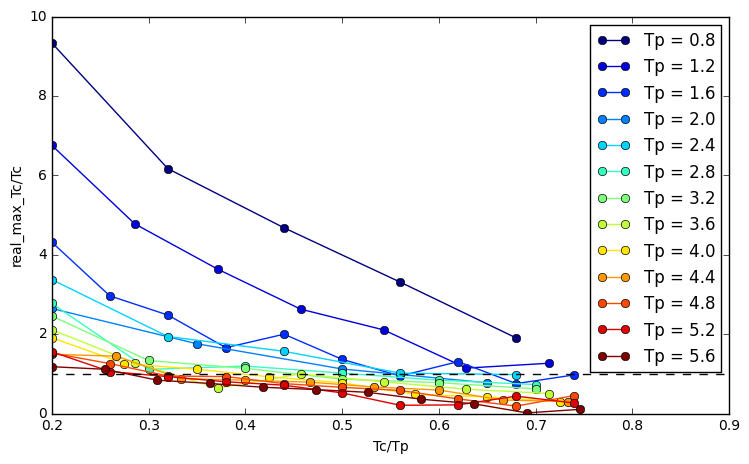 10
8
6
4
2
0
real_max_Tc/Tc
0.2 0.3 0.4 0.5 0.6 0.7 0.8 0.9
Tc/Tp
Tp = 0.8
Tp = 1.2
Tp = 1.6
Tp = 2.0
Tp = 2.4
Tp = 2.8
Tp = 3.2
Tp = 3.6
Tp = 4.0
Tp = 4.4
Tp = 4.8
Tp = 5.2
Tp = 5.6